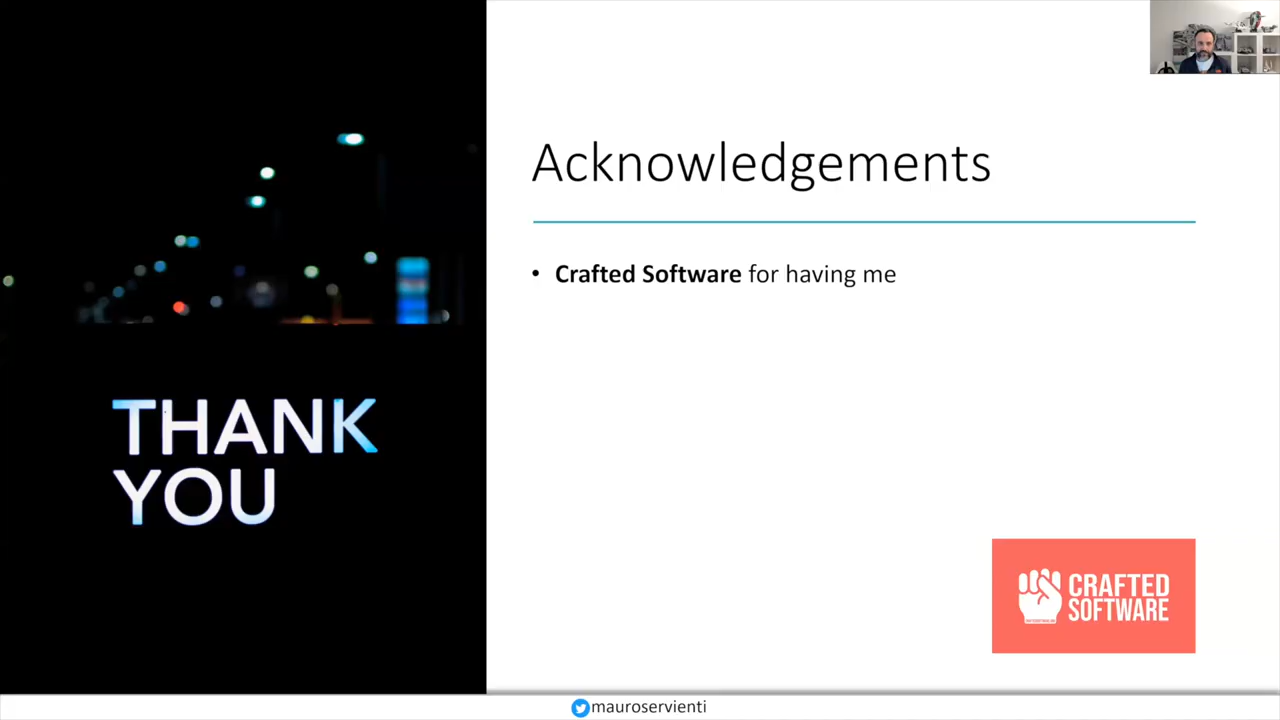 Acknowledgements
• Crafted Software for having me
THANK
YOU
CRAFTED
SOFTWARE
mauroservienti